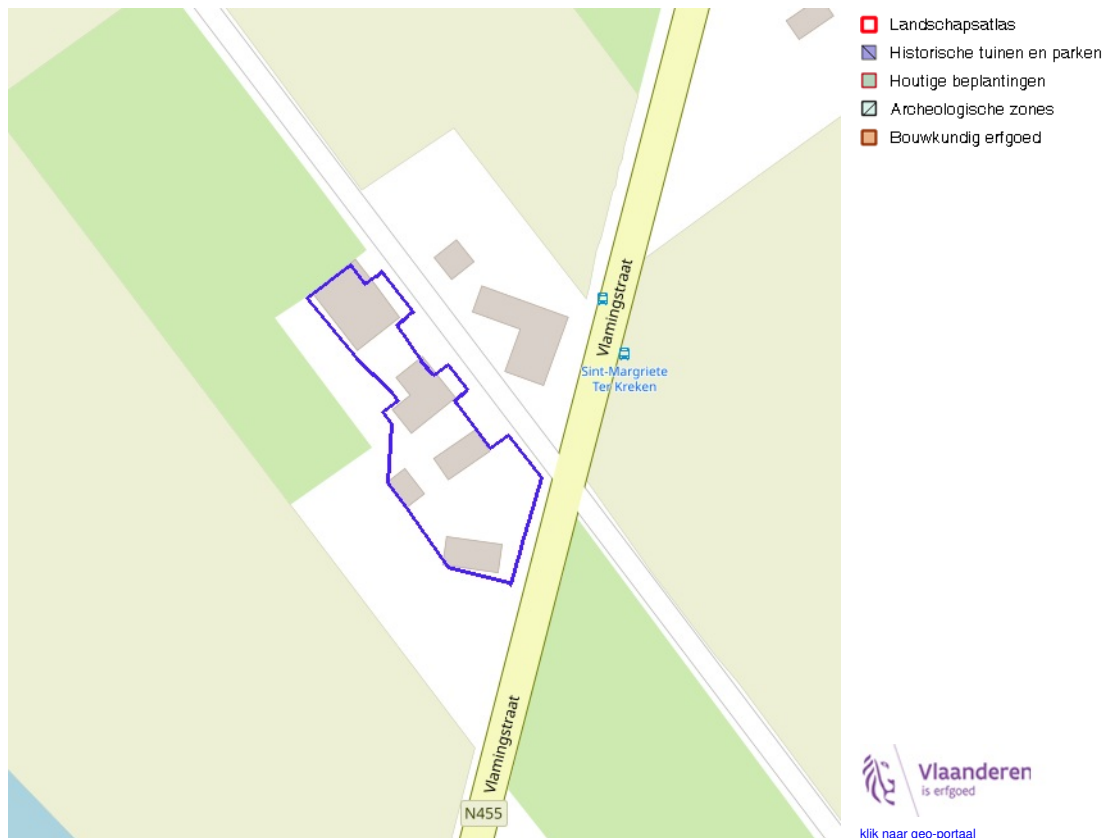 Landschapsatlas
Historische tuinen en parken
Houtige beplantingen
Archeologische zones
Bouwkundig erfgoed
Vlamingstraat
Sint-Margriete
Ter Kreken
Vlamingstraat
N455
Vlaanderen
is erfgoed
klik naar geo-portaal